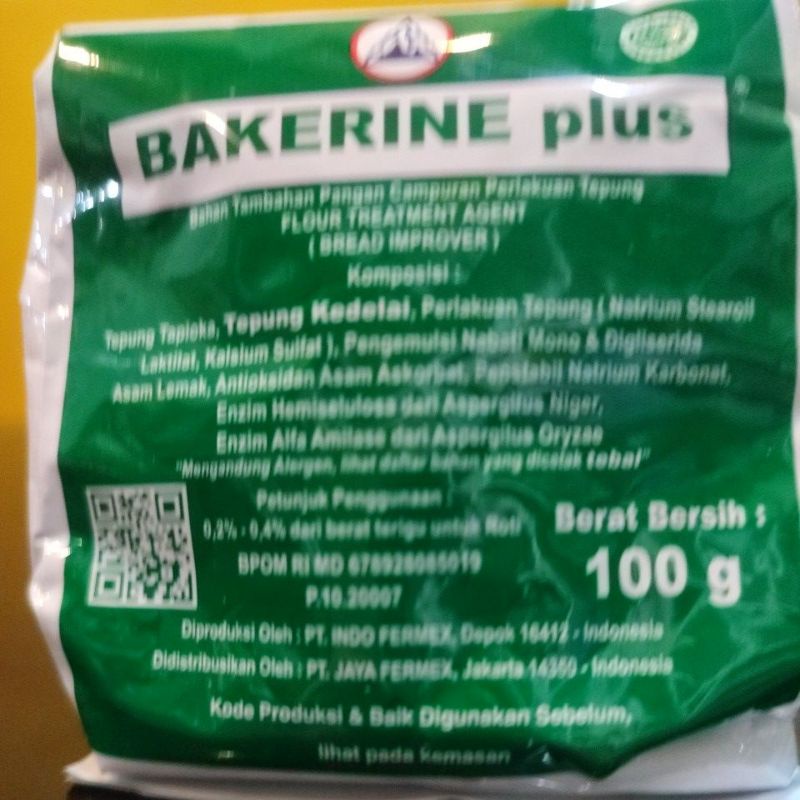 BAKERINE plus
Bahan Tambahan Pangan Campuran Perlakuan Tepung
FLOUR TREATMENT AGENT
( BREAD IMPROVER )
Komposisi :
Tepung Tapioka, Tepung Kedelai, Perlakuan Tepung ( Natrium Stearoil
Laktilat, Kalsium Sulfat ), Pengemulsi Nabati Mono & Digliserida
Asam Lemak, Antioksidan Asam Askorbat, Penstabil Natrium Karbonat,
Enzim Hemiselulosa dari Aspergilus Niger,
Enzim Alfa Amilase dari Aspergilus Oryzae
"Mengandung Alergen, lihat daftar bahan yang dicetak tebal"
Petunjuk Penggunaan :
0,2% - 0,4% dari berat terigu untuk Roti
BPOM RI MD
Berat Bersih :
100 g
Diproduksi Oleh : PT. INDO FERMEX, Depok 16412 - Indonesia
Didistribusikan Oleh : PT. JAYA FERMEX, Jakarta - Indonesia
Kode Produksi & Baik Digunakan Sebelum,
lihat pada kemasan